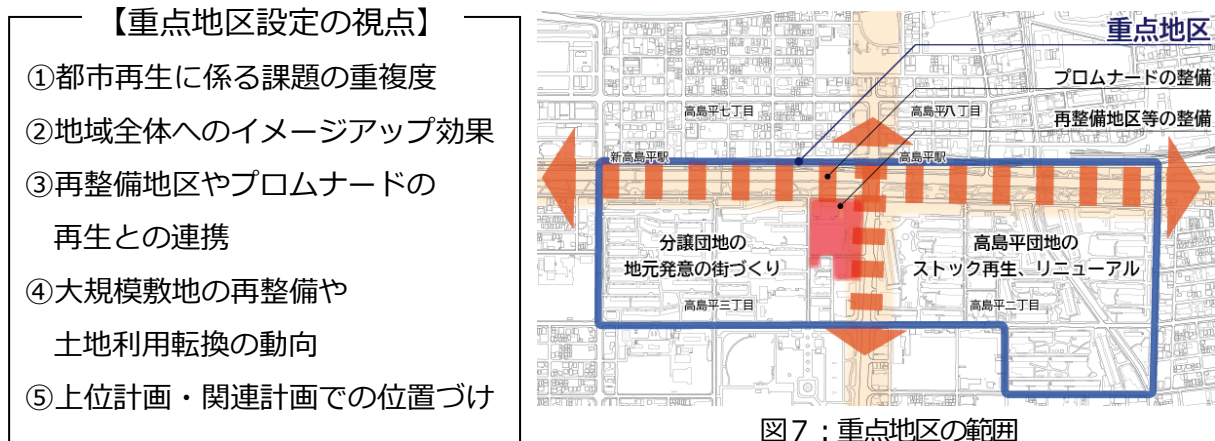 【重点地区設定の視点】
①都市再生に係る課題の重複度
②地域全体へのイメージアップ効果
③再整備地区やプロムナードの
再生との連携
④大規模敷地の再整備や
土地利用転換の動向
⑤上位計画・関連計画での位置づけ
重点地区
プロムナードの整備
高島平七丁目
高島平八丁目
再整備地区等の整備
新高島平駅
高島平駅
分譲団地の
地元発意の街づくり
高島平団地の
ストック再生、リニューアル
高島平三丁目
高島平二丁目
図7：重点地区の範囲